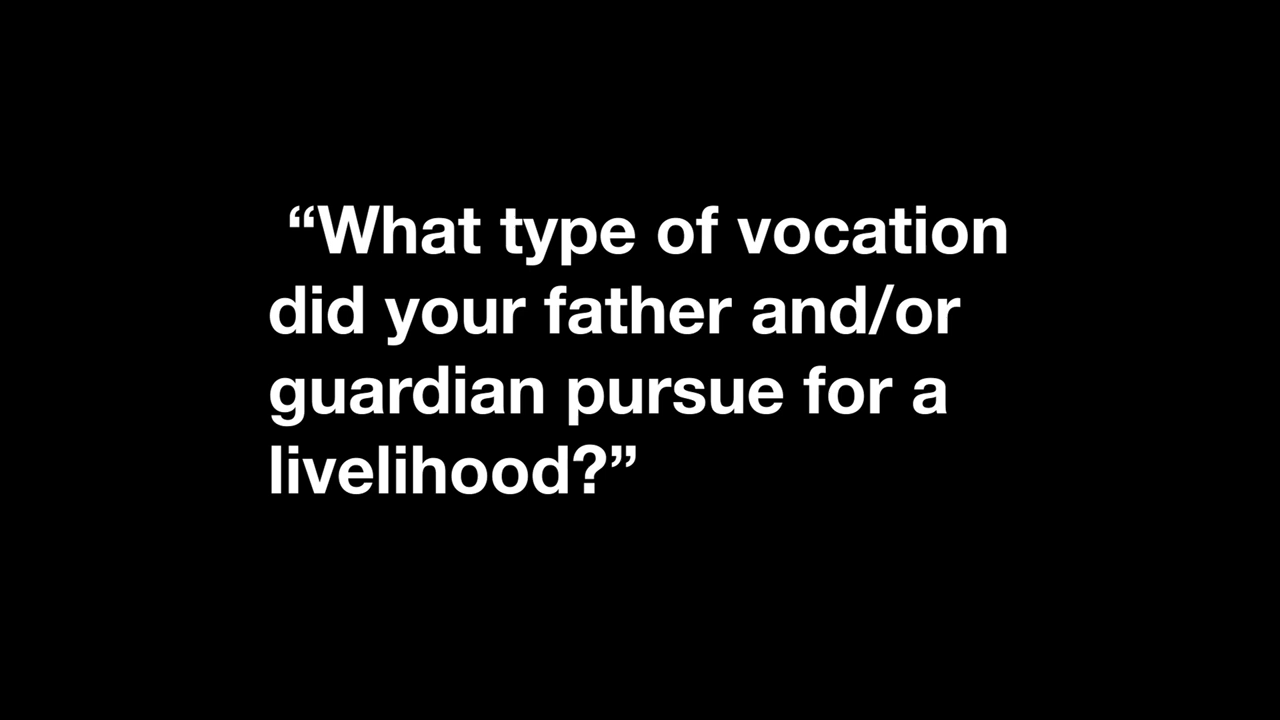 “What type of vocation
did your father and/or
guardian pursue for a
livelihood?”